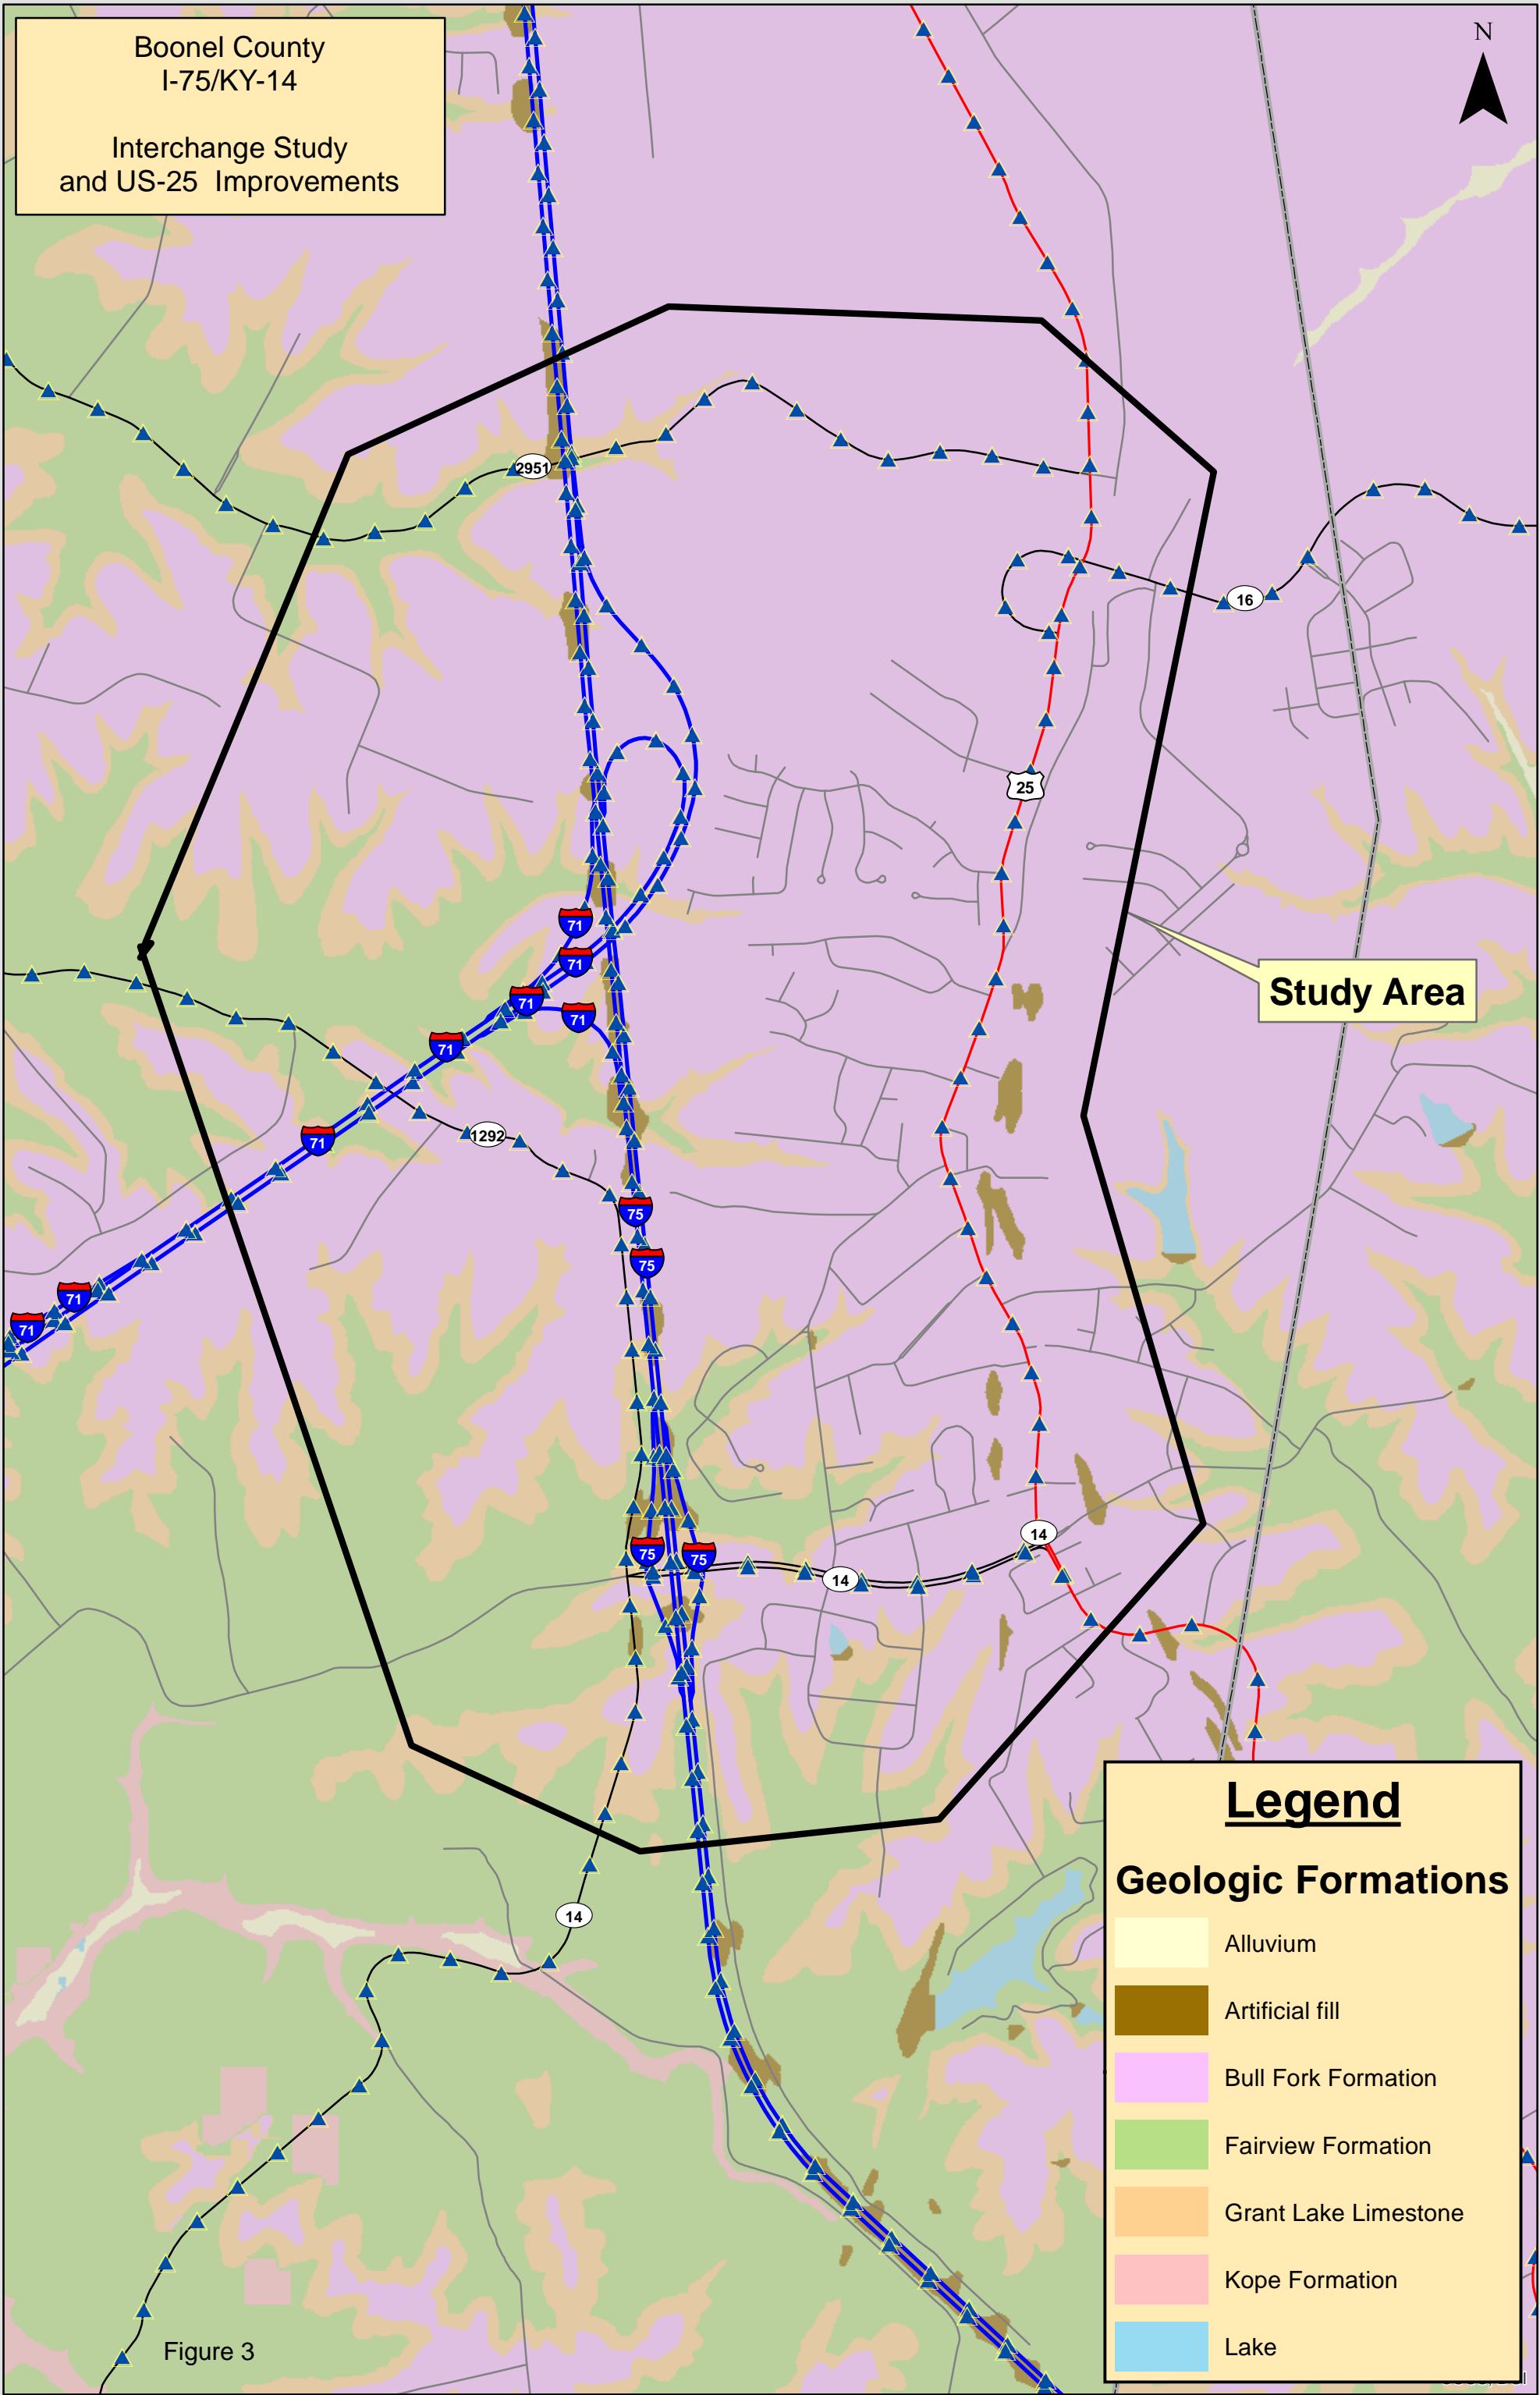 Boonel County
I-75/KY-14
Interchange Study
and US-25 Improvements
N
2951
16
25
71
71
71
71
71
Study Area
1292
71
75
75
71
71
14
75
75
14
14
Legend
Geologic Formations
Alluvium
Artificial fill
Bull Fork Formation
Fairview Formation
Grant Lake Limestone
Kope Formation
Lake
Figure 3